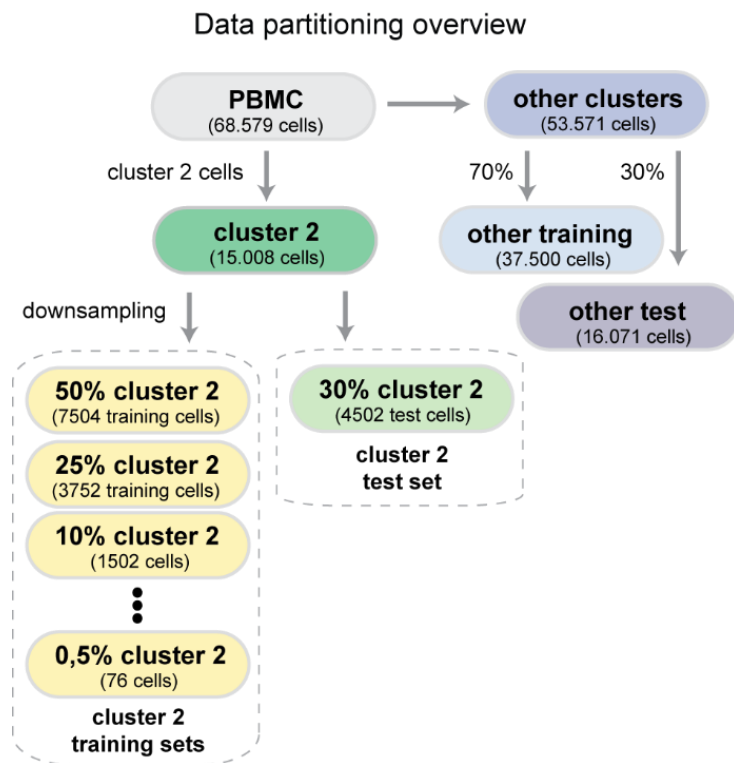 Data partitioning overview
PBMC
(68.579 cells)
other clusters
(53.571 cells)
cluster 2 cells
70%
30%
cluster 2
(15.008 cells)
other training
(37.500 cells)
other test
(16.071 cells)
downsampling
50% cluster 2
(7504 training cells)
30% cluster 2
(4502 test cells)
cluster 2
test set
25% cluster 2
(3752 training cells)
10% cluster 2
(1502 cells)
0,5% cluster 2
(76 cells)
cluster 2
training sets